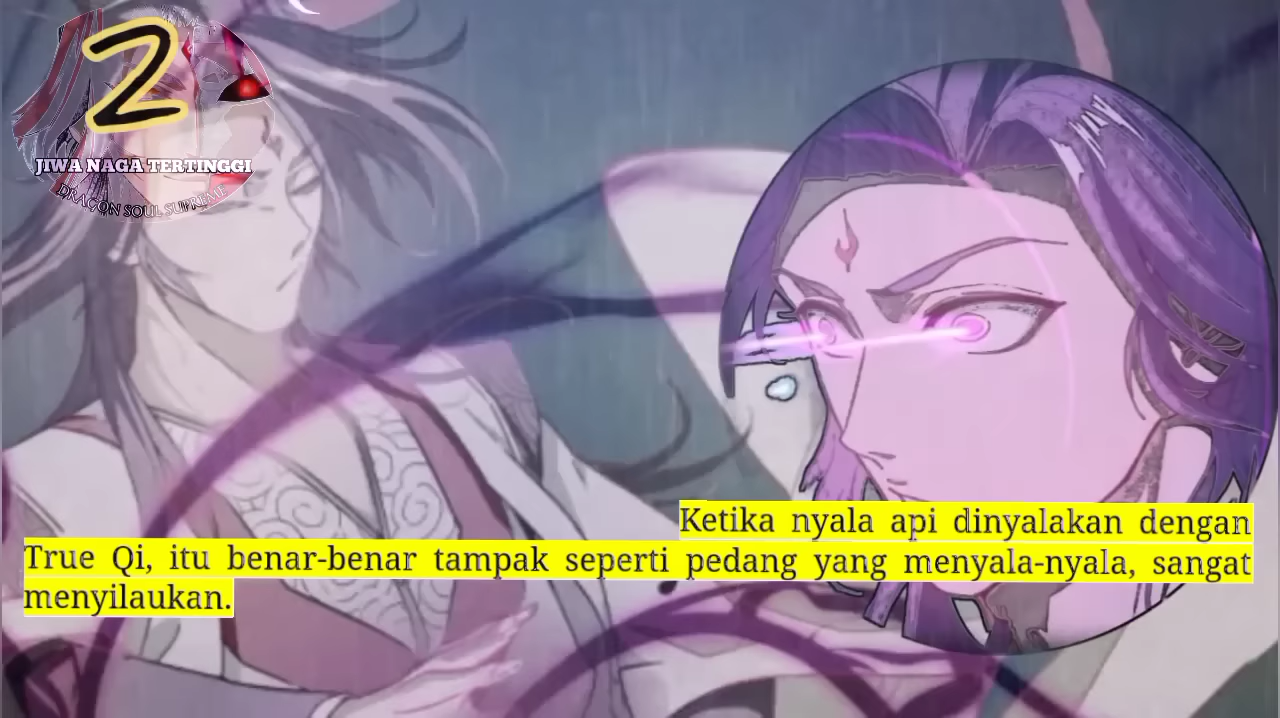 2
JIWA NAGA TERTINGGI
DRAGON SOUL SUPREME
Ketika nyala api dinyalakan dengan
True Qi, itu benar-benar tampak seperti pedang yang menyala-nyala, sangat
menyilaukan.